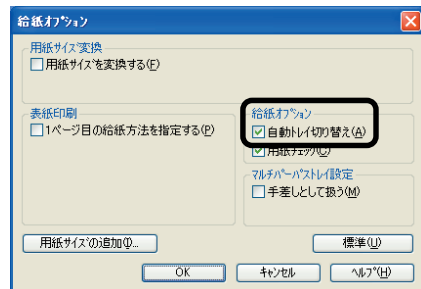 給紙オプション
用紙サイズ変換
用紙サイズを変換する(F)
表紙印刷
1ページ目の給紙方法を指定する(P)
給紙オプション
自動トレイ切り替え(A)
用紙チェック(C)
マルチパーパストレイ設定
手差しとして扱う(M)
用紙サイズの追加(I)...
標準(U)
OK
キャンセル
ヘルプ(H)